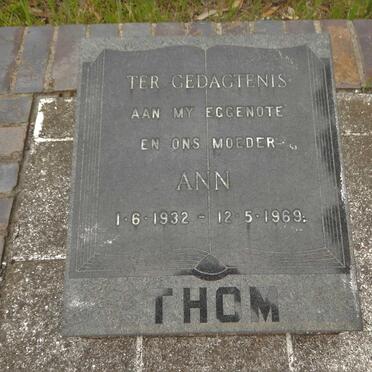 TER GEDAGTENIS
AAN MY EGGENOTE
EN ONS MOEDER
ANN
1·6·1932 - 12·5·1969.
THOM